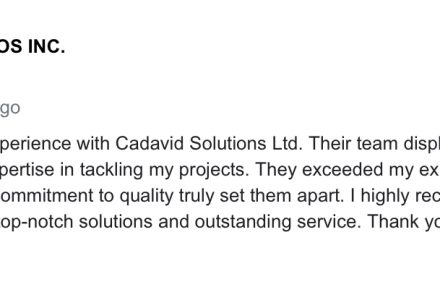 OS INC.
go
perience with Cadavid Solutions Ltd. Their team displ
pertise in tackling my projects. They exceeded my ex
ommitment to quality truly set them apart. I highly rec
op-notch solutions and outstanding service. Thank yo